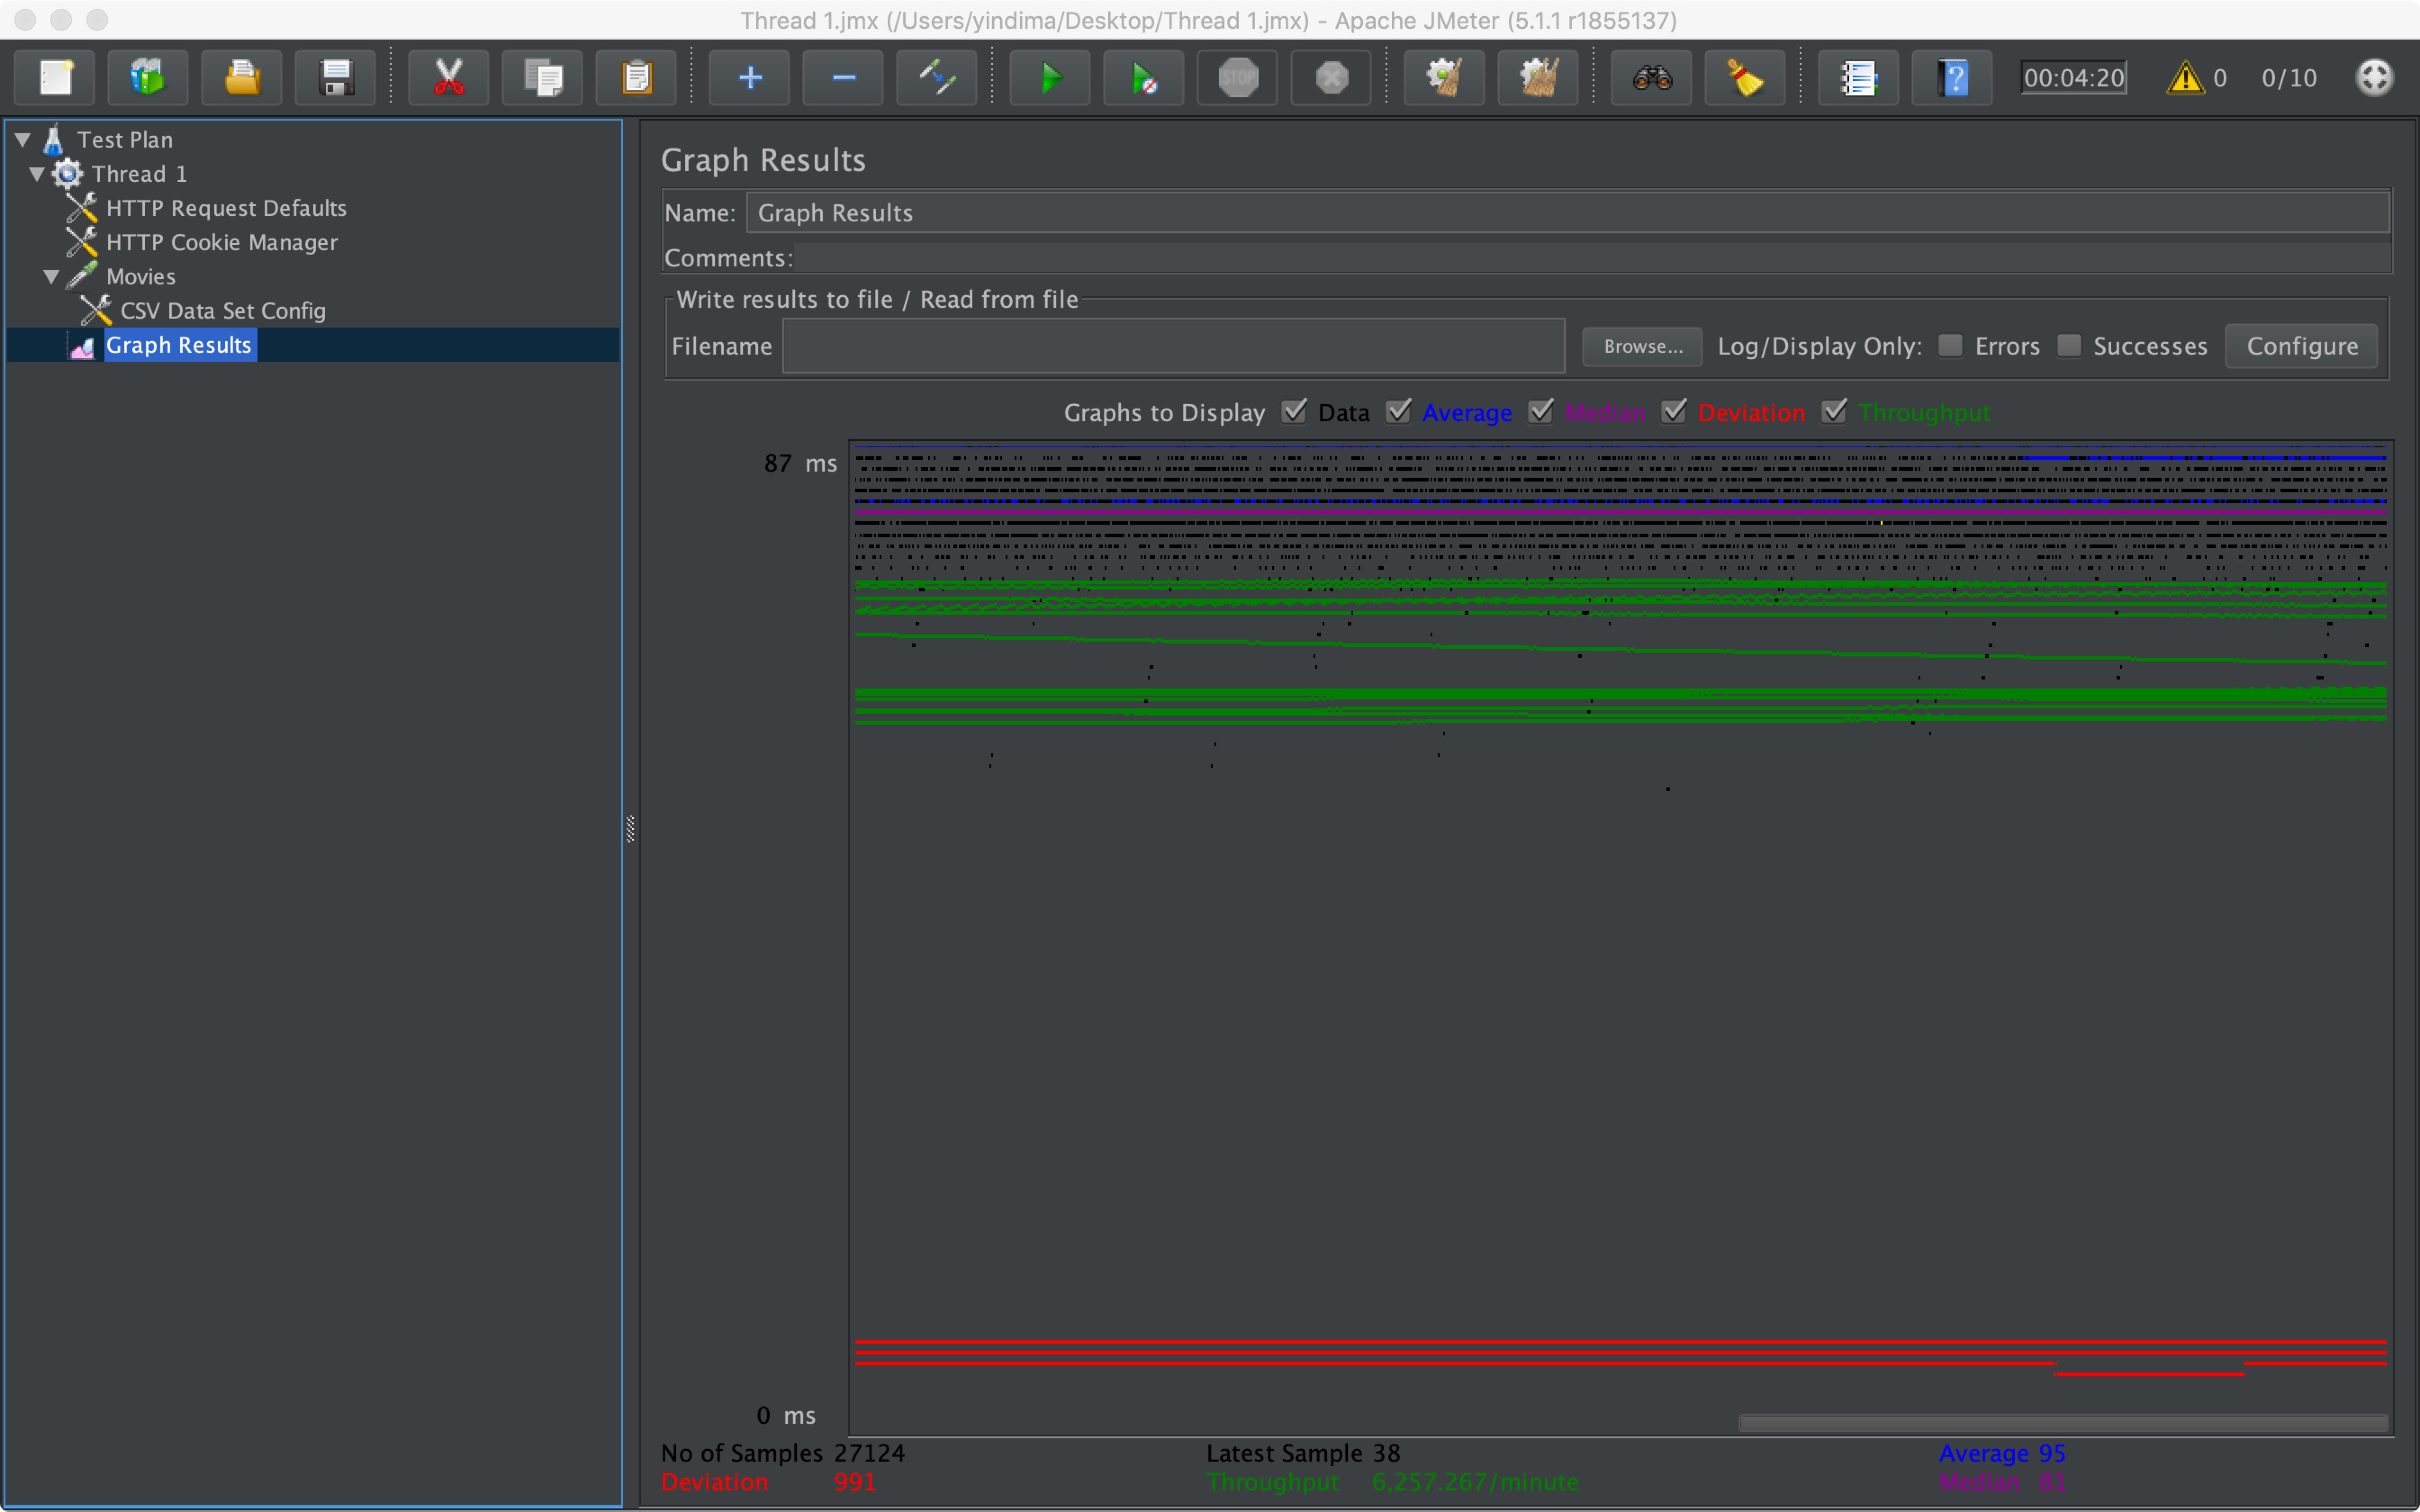 Thread 1.jmx (/Users/yindima/Desktop/Thread 1.jmx) - Apache JMeter (5.1.1 r1855137)
STOP
00:04:20
0
0/10
Test Plan
Thread 1
HTTP Request Defaults
HTTP Cookie Manager
Movies
CSV Data Set Config
Graph Results
Graph Results
Name: Graph Results
Comments:
Write results to file / Read from file
Filename Browse... Log/Display Only: Errors Successes Configure
Graphs to Display Data Average Median Deviation Throughput
87 ms
0 ms
No of Samples 27124 Latest Sample 38 Average 95
Deviation 991 Throughput 6,257.267/minute Median 81